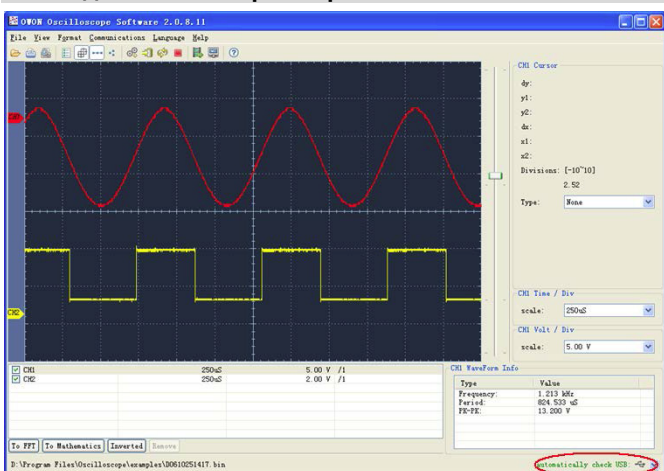 OWON Oscilloscope Software 2.0.8.11
File View Format Communications Language Help
CH1 Cursor
dy:
y1:
y2:
dx:
x1:
x2:
Divisions: [-10~10]
2.52
Type: None
CH1
CH2
CH1 Time / Div
scale: 250uS
CH1 Volt / Div
scale: 5.00 V
CH1 250uS 5.00 V /1
CH2 250uS 2.00 V /1
CH1 WaveForm Info
Type Value
Frequency: 1.213 kHz
Period: 824.533 uS
PK-PK: 13.200 V
To FFT To Mathematics Inverted Remove
D:\Program Files\Oscilloscope\examples\D0610251417.bin
Automatically check USB: